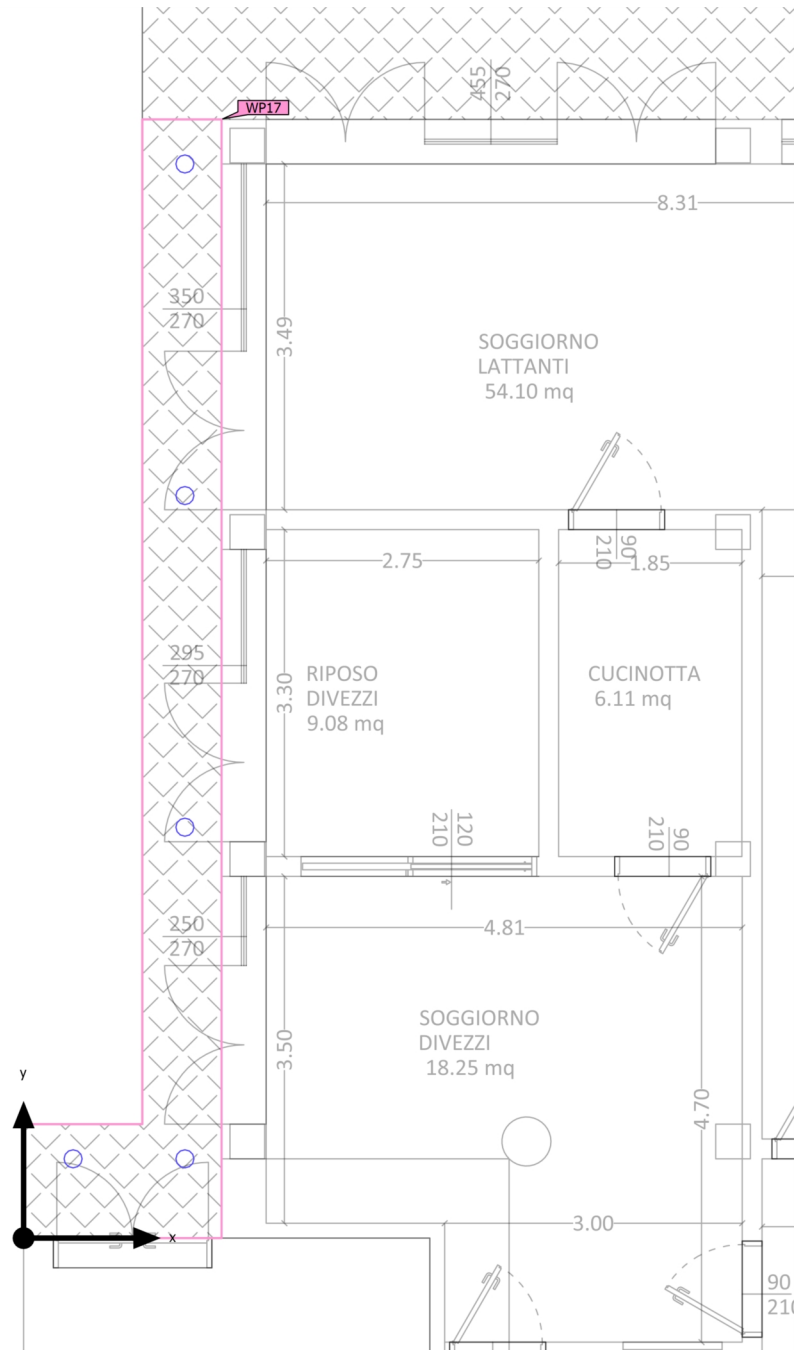 WP17
455
270
8.31
350
270
3.49
SOGGIORNO
LATTANTI
54.10 mq
90
210
2.75
1.85
295
270
3.30
RIPOSO
DIVEZZI
9.08 mq
CUCINOTTA
6.11 mq
120
210
90
210
250
270
4.81
3.50
SOGGIORNO
DIVEZZI
18.25 mq
4.70
y
x
3.00
90